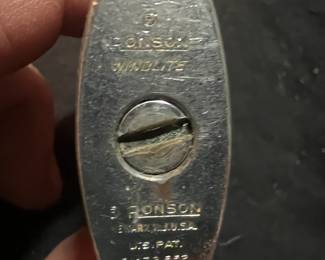 RONSON
WINDLITE
RONSON
NEWARK, N.J. U.S.A.
U.S. PAT.